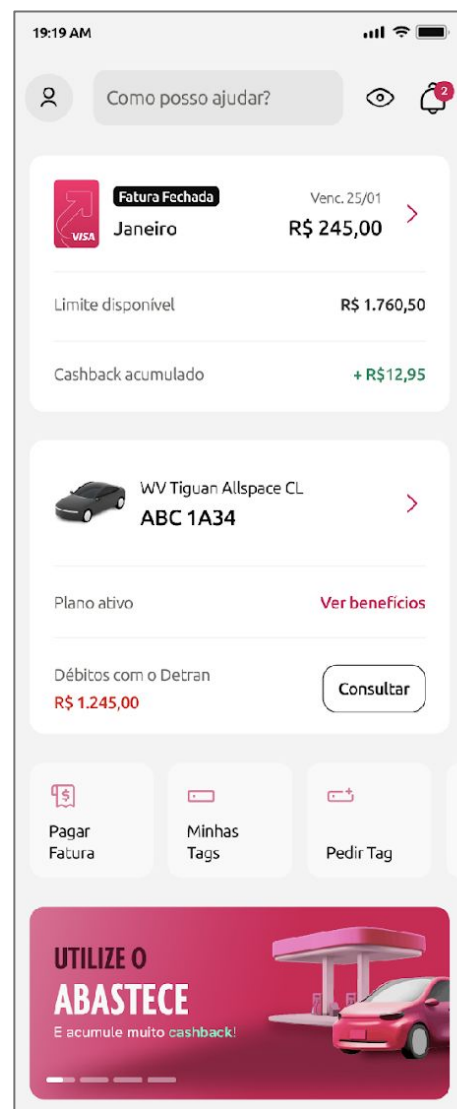 19:19 AM
Como posso ajudar?
2
Fatura Fechada
Venc. 25/01
VISA
Janeiro
R$ 245,00
Limite disponível
R$ 1.760,50
Cashback acumulado
+ R$12,95
WV Tiguan Allspace CL
ABC 1A34
Plano ativo
Ver benefícios
Débitos com o Detran
R$ 1.245,00
Consultar
Pagar
Fatura
Minhas
Tags
Pedir Tag
UTILIZE O
ABASTECE
E acumule muito cashback!